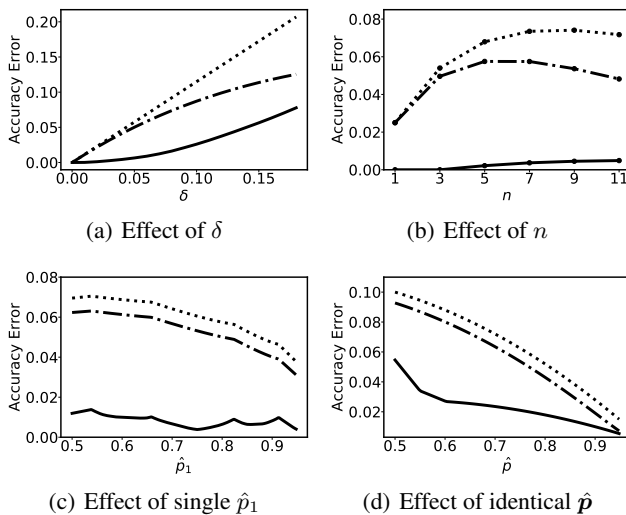 Accuracy Error
0.20
0.15
0.10
0.05
0.00
0.00 0.05 0.10 0.15
δ
(a) Effect of δ
Accuracy Error
0.08
0.06
0.04
0.02
0.00
1 3 5 7 9 11
n
(b) Effect of n
Accuracy Error
0.08
0.06
0.04
0.02
0.00
0.5 0.6 0.7 0.8 0.9
p̂₁
(c) Effect of single p̂₁
Accuracy Error
0.10
0.08
0.06
0.04
0.02
0.5 0.6 0.7 0.8 0.9
p̂
(d) Effect of identical p̂